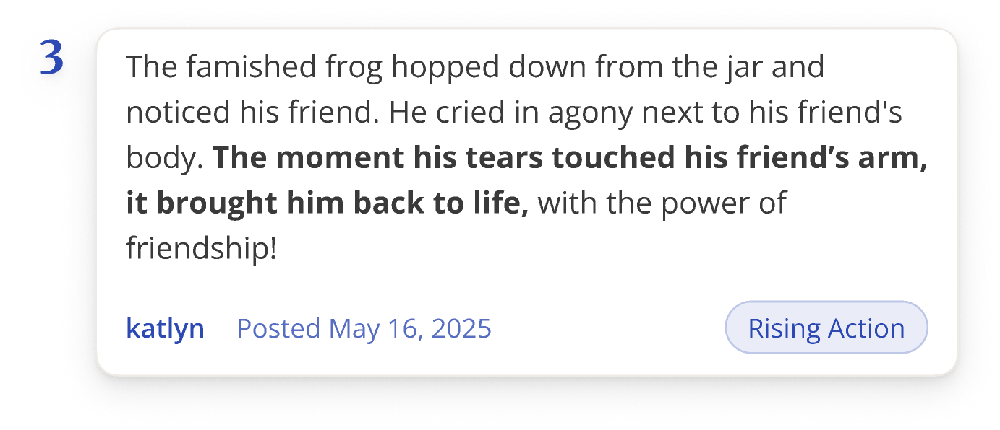 3
The famished frog hopped down from the jar and
noticed his friend. He cried in agony next to his friend's
body. The moment his tears touched his friend’s arm,
it brought him back to life, with the power of
friendship!
katlyn Posted May 16, 2025 Rising Action